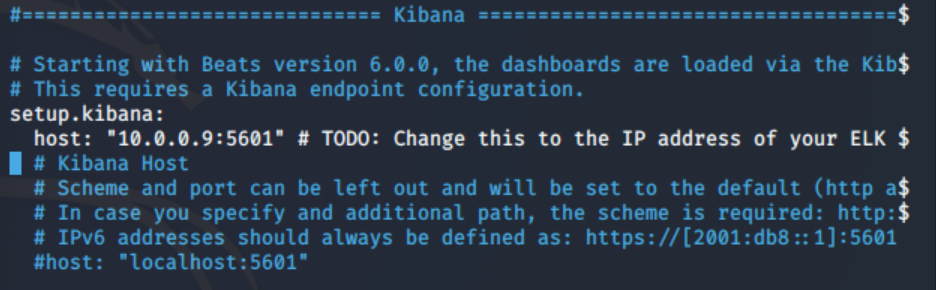 #============================== Kibana ===================================$
# Starting with Beats version 6.0.0, the dashboards are loaded via the Kib$
# This requires a Kibana endpoint configuration.
setup.kibana:
  host: "10.0.0.9:5601" # TODO: Change this to the IP address of your ELK $
  # Kibana Host
  # Scheme and port can be left out and will be set to the default (http a$
  # In case you specify and additional path, the scheme is required: http:$
  # IPv6 addresses should always be defined as: https://[2001:db8::1]:5601
  #host: "localhost:5601"